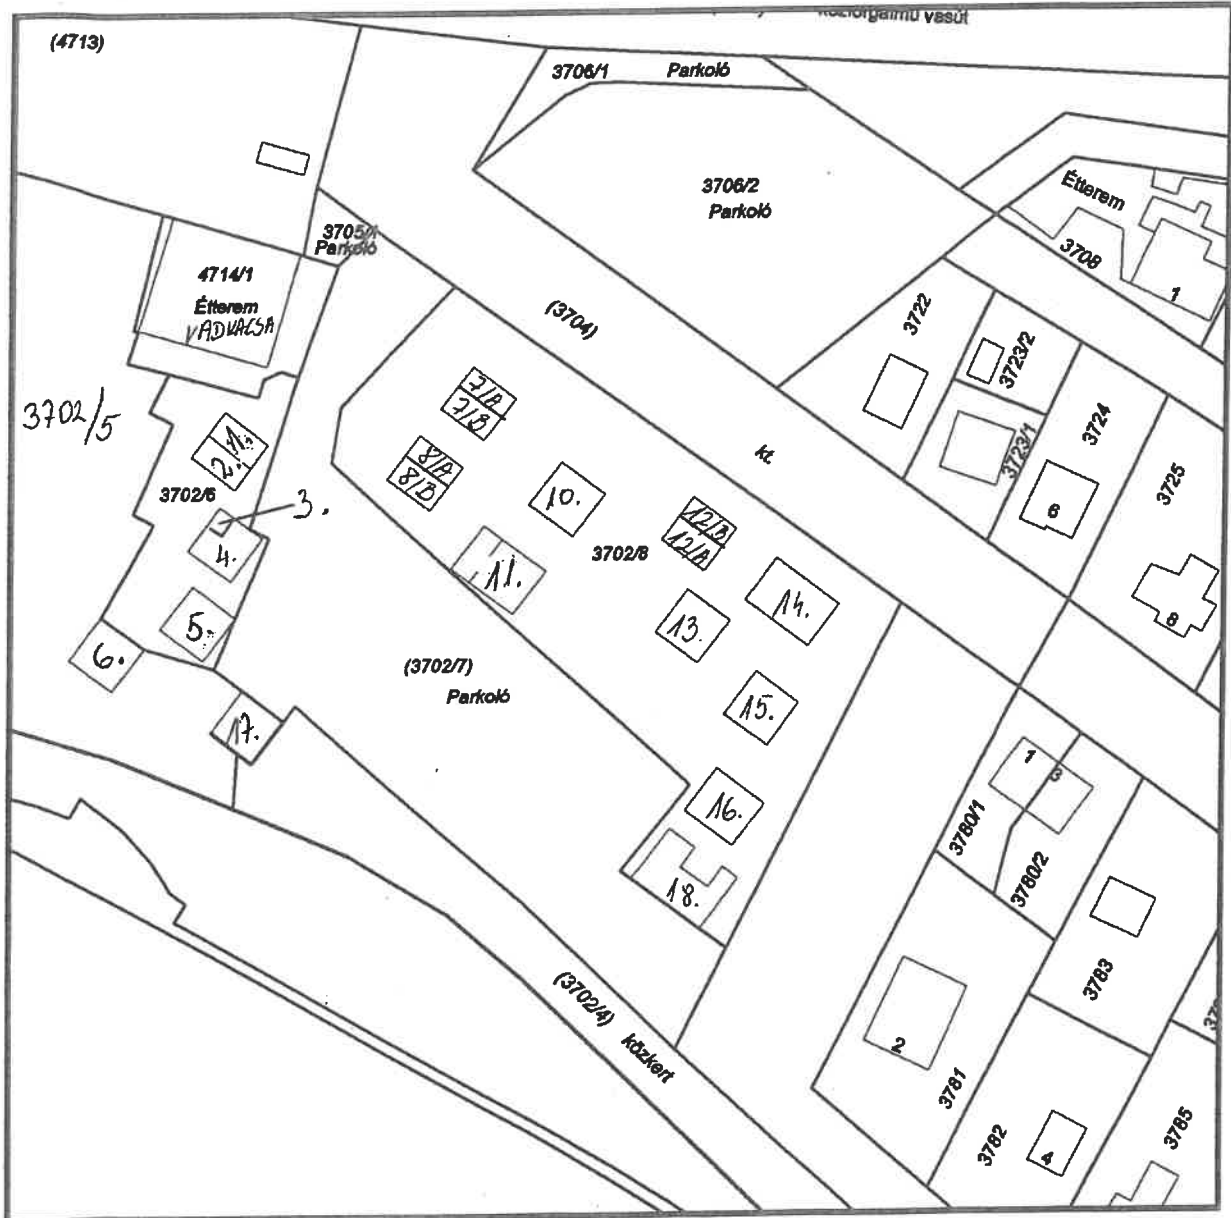 (4713)
közforgalmú vasút
3706/1 Parkoló
3706/2
Parkoló
Étterem
3708
1
3705/1
Parkoló
4714/1
Étterem
VADKACSA
(3704)
kt.
3722
3723/2
3723/1
3724
6
3725
8
3702/5
1.
2.
3702/6
3.
4.
5.
6.
7/A
7/B
8/A
8/B
10.
11.
3702/8
12/B
12/A
13.
14.
15.
16.
17.
18.
(3702/7)
Parkoló
(3702/4) közkert
1
3
3780/1
3780/2
3783
2
3781
3782
4
3785